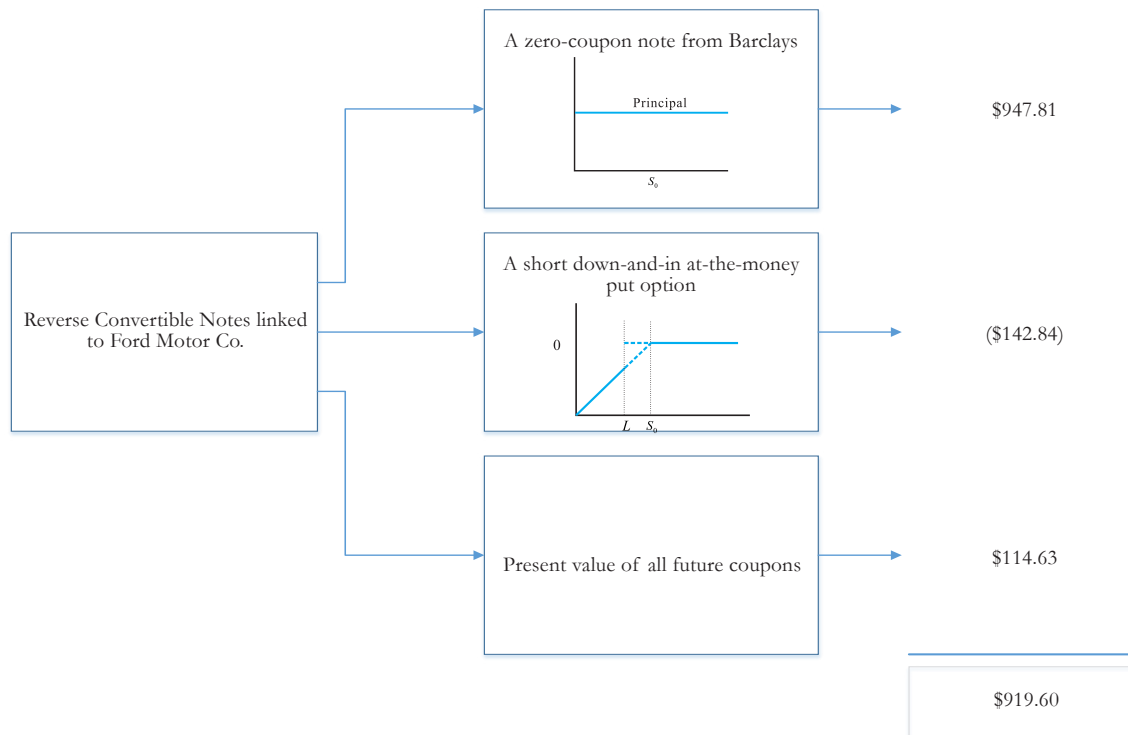 A zero-coupon note from Barclays
Principal
S₀
$947.81
Reverse Convertible Notes linked
to Ford Motor Co.
A short down-and-in at-the-money
put option
0
L S₀
($142.84)
Present value of all future coupons
$114.63
$919.60